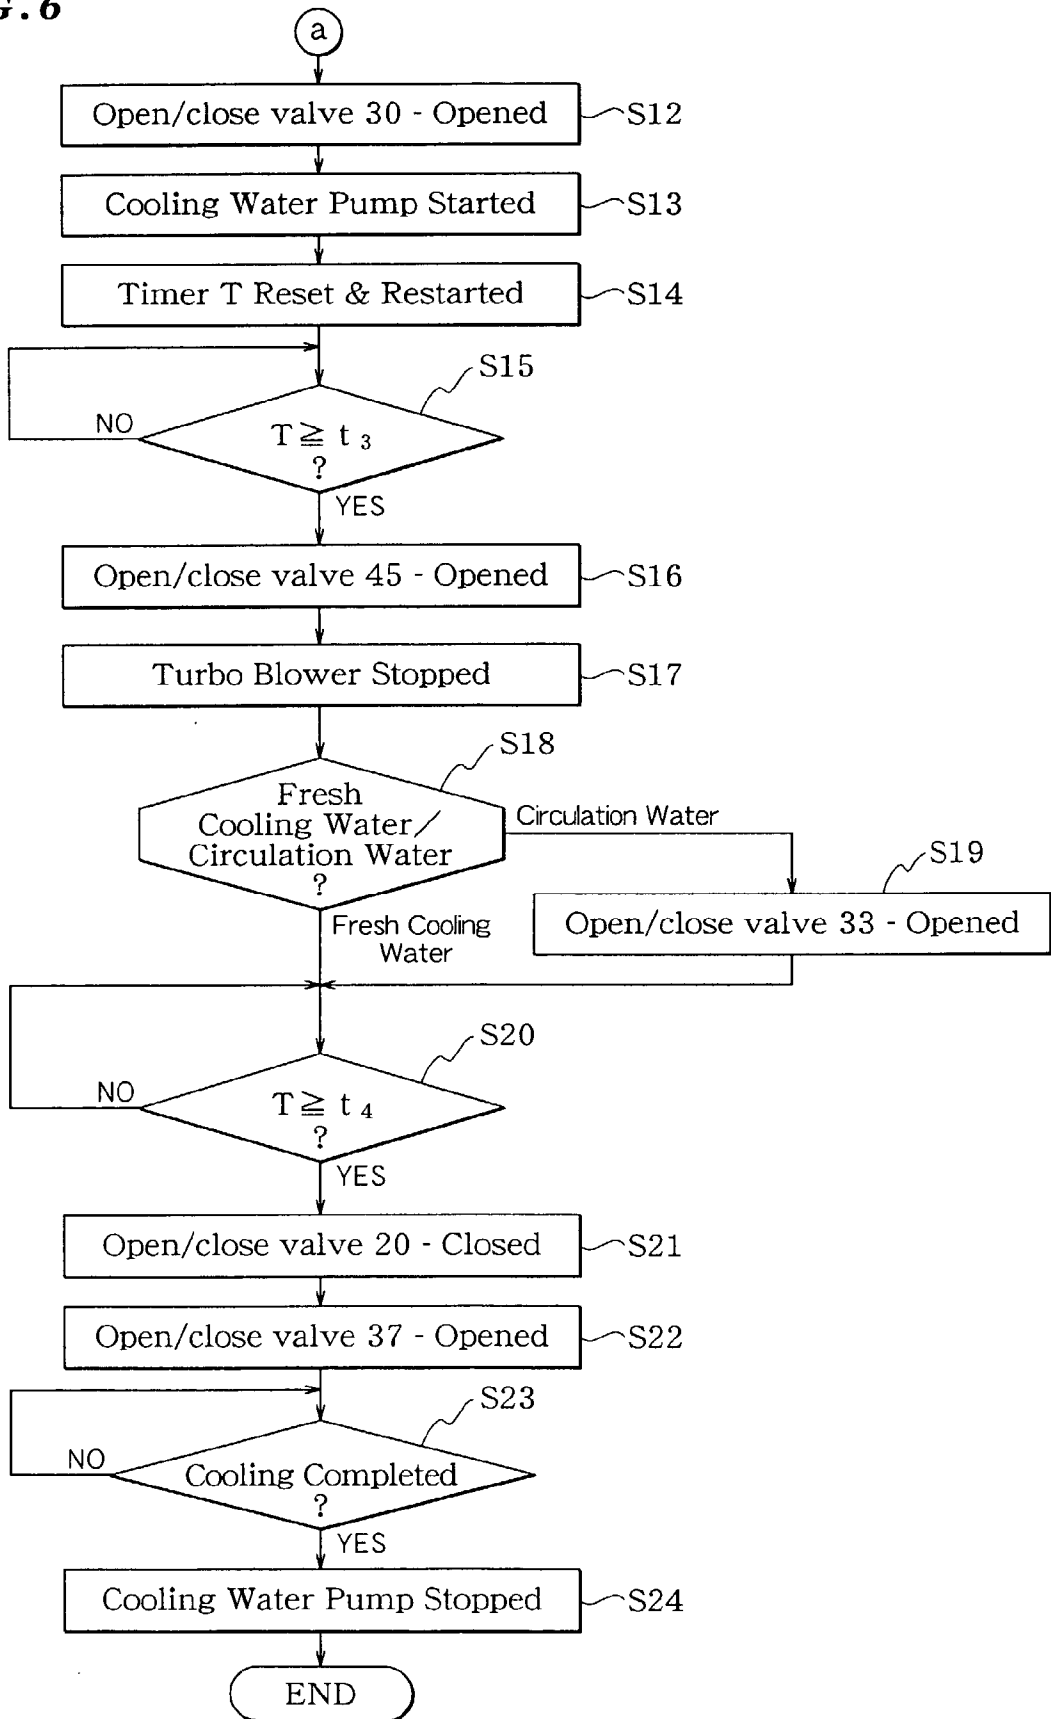 G.6
a
Open/close valve 30 - Opened
S12
Cooling Water Pump Started
S13
Timer T Reset & Restarted
S14
S15
NO
T≧ t 3
?
YES
Open/close valve 45 - Opened
S16
Turbo Blower Stopped
S17
S18
Fresh
Cooling Water/
Circulation Water
?
Circulation Water
S19
Open/close valve 33 - Opened
Fresh Cooling
Water
S20
NO
T≧ t 4
?
YES
Open/close valve 20 - Closed
S21
Open/close valve 37 - Opened
S22
S23
NO
Cooling Completed
?
YES
Cooling Water Pump Stopped
S24
END